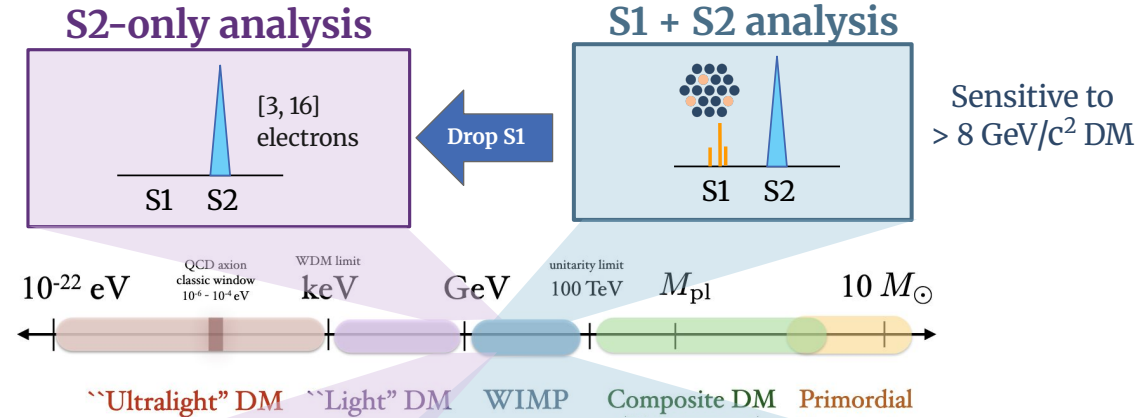 S2-only analysis
S1 + S2 analysis
[3, 16]
electrons
S1 S2
Drop S1
S1 S2
Sensitive to
> 8 GeV/c² DM
10⁻²² eV
QCD axion
classic window
10⁻⁶ - 10⁻⁴ eV
WDM limit
keV
GeV
unitarity limit
100 TeV
Mpl
10 M☉
``Ultralight” DM ``Light” DM WIMP Composite DM Primordial